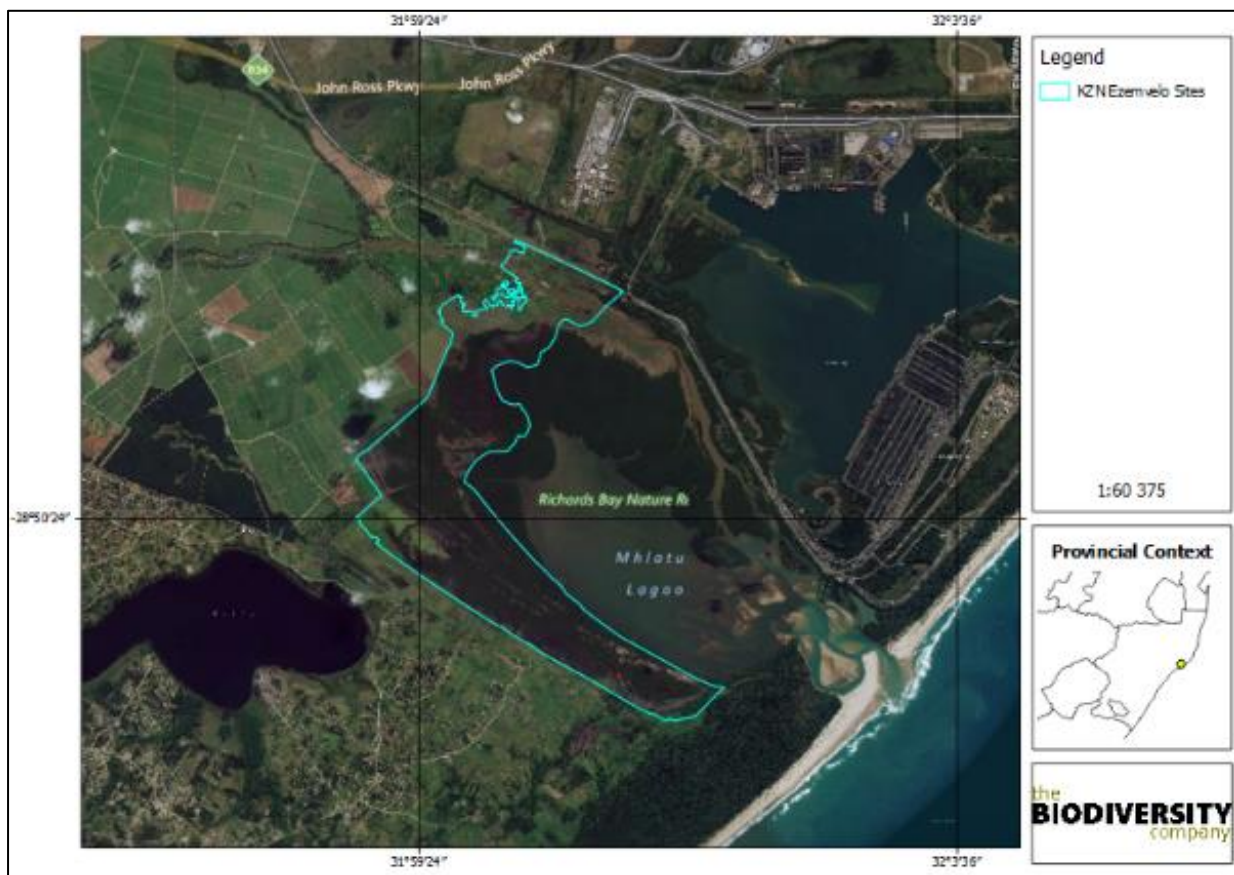 31°59'24"
32°3'36"
John Ross Pkwy
John Ross Pkwy
Richards Bay Nature R
Mhlatu
Lagoo
-28°50'24"
31°59'24"
32°3'36"
Legend
KZN Ezemvelo Sites
1:60 375
Provincial Context
the
BIODIVERSITY
company